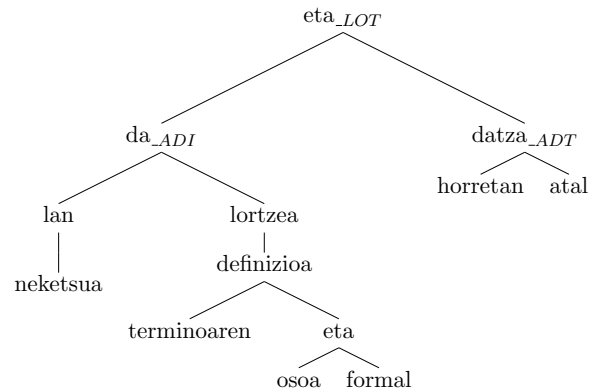 eta_LOT
da_ADI datza_ADT
horretan atal
lan lortzea
definizioa
neketsua
terminoaren eta
osoa formal